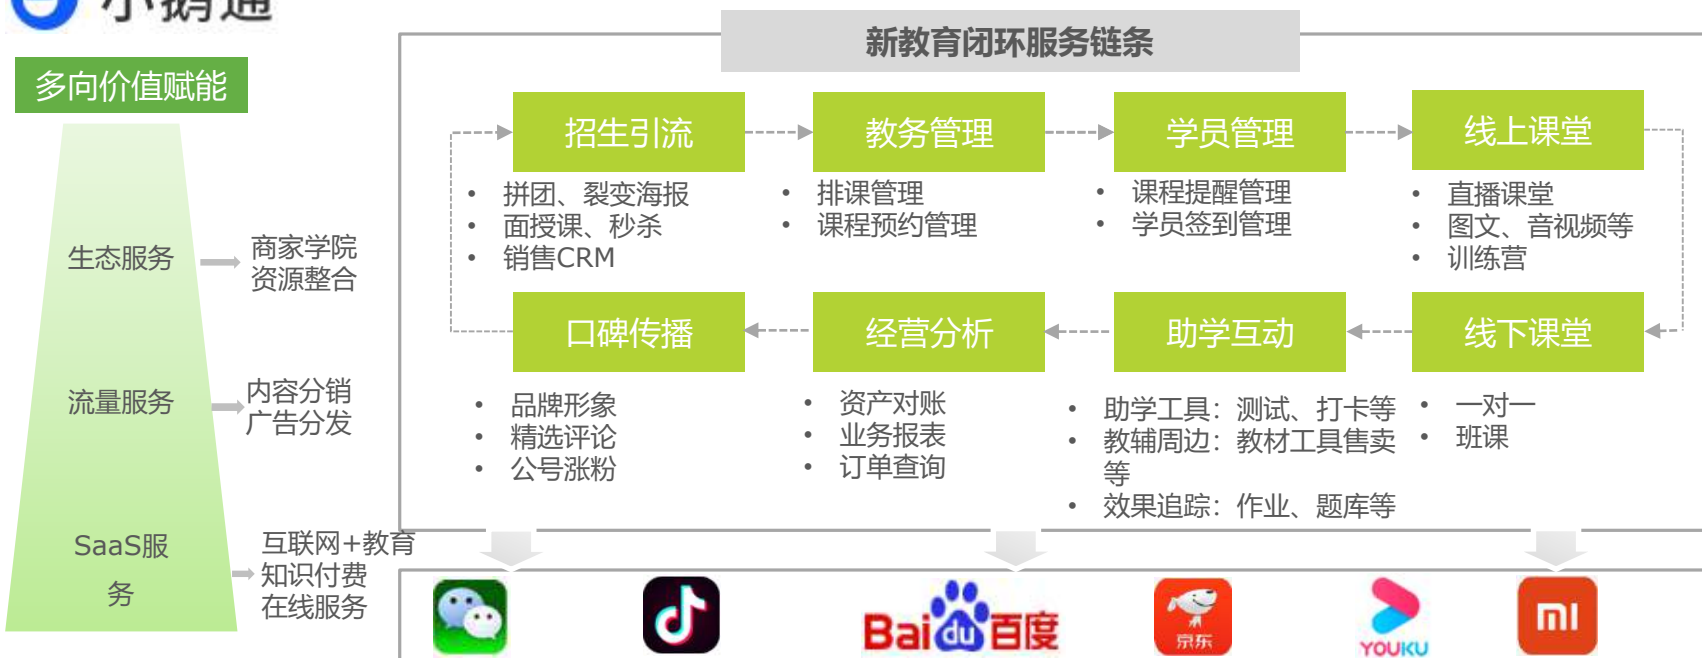 小鹅通
多向价值赋能
生态服务
商家学院
资源整合
流量服务
内容分销
广告分发
SaaS服
务
互联网+教育
知识付费
在线服务
新教育闭环服务链条
招生引流
• 拼团、裂变海报
• 面授课、秒杀
• 销售CRM
教务管理
• 排课管理
• 课程预约管理
学员管理
• 课程提醒管理
• 学员签到管理
线上课堂
• 直播课堂
• 图文、音视频等
• 训练营
口碑传播
• 品牌形象
• 精选评论
• 公号涨粉
经营分析
• 资产对账
• 业务报表
• 订单查询
助学互动
• 助学工具：测试、打卡等
• 教辅周边：教材工具售卖
等
• 效果追踪：作业、题库等
线下课堂
• 一对一
• 班课
Bai du 百度
京东
YOUKU
mi